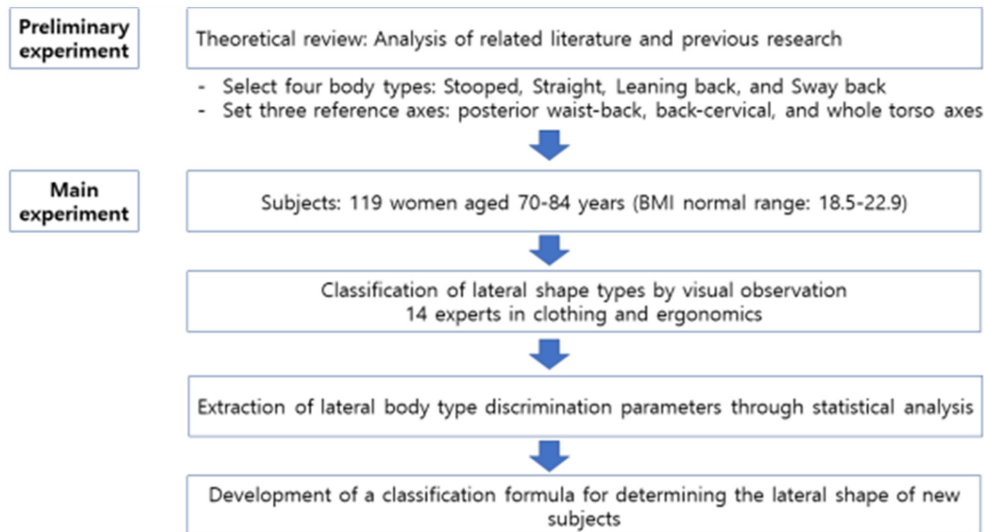 Preliminary
experiment
Theoretical review: Analysis of related literature and previous research
- Select four body types: Stooped, Straight, Leaning back, and Sway back
- Set three reference axes: posterior waist-back, back-cervical, and whole torso axes
Main
experiment
Subjects: 119 women aged 70-84 years (BMI normal range: 18.5-22.9)
Classification of lateral shape types by visual observation
14 experts in clothing and ergonomics
Extraction of lateral body type discrimination parameters through statistical analysis
Development of a classification formula for determining the lateral shape of new
subjects